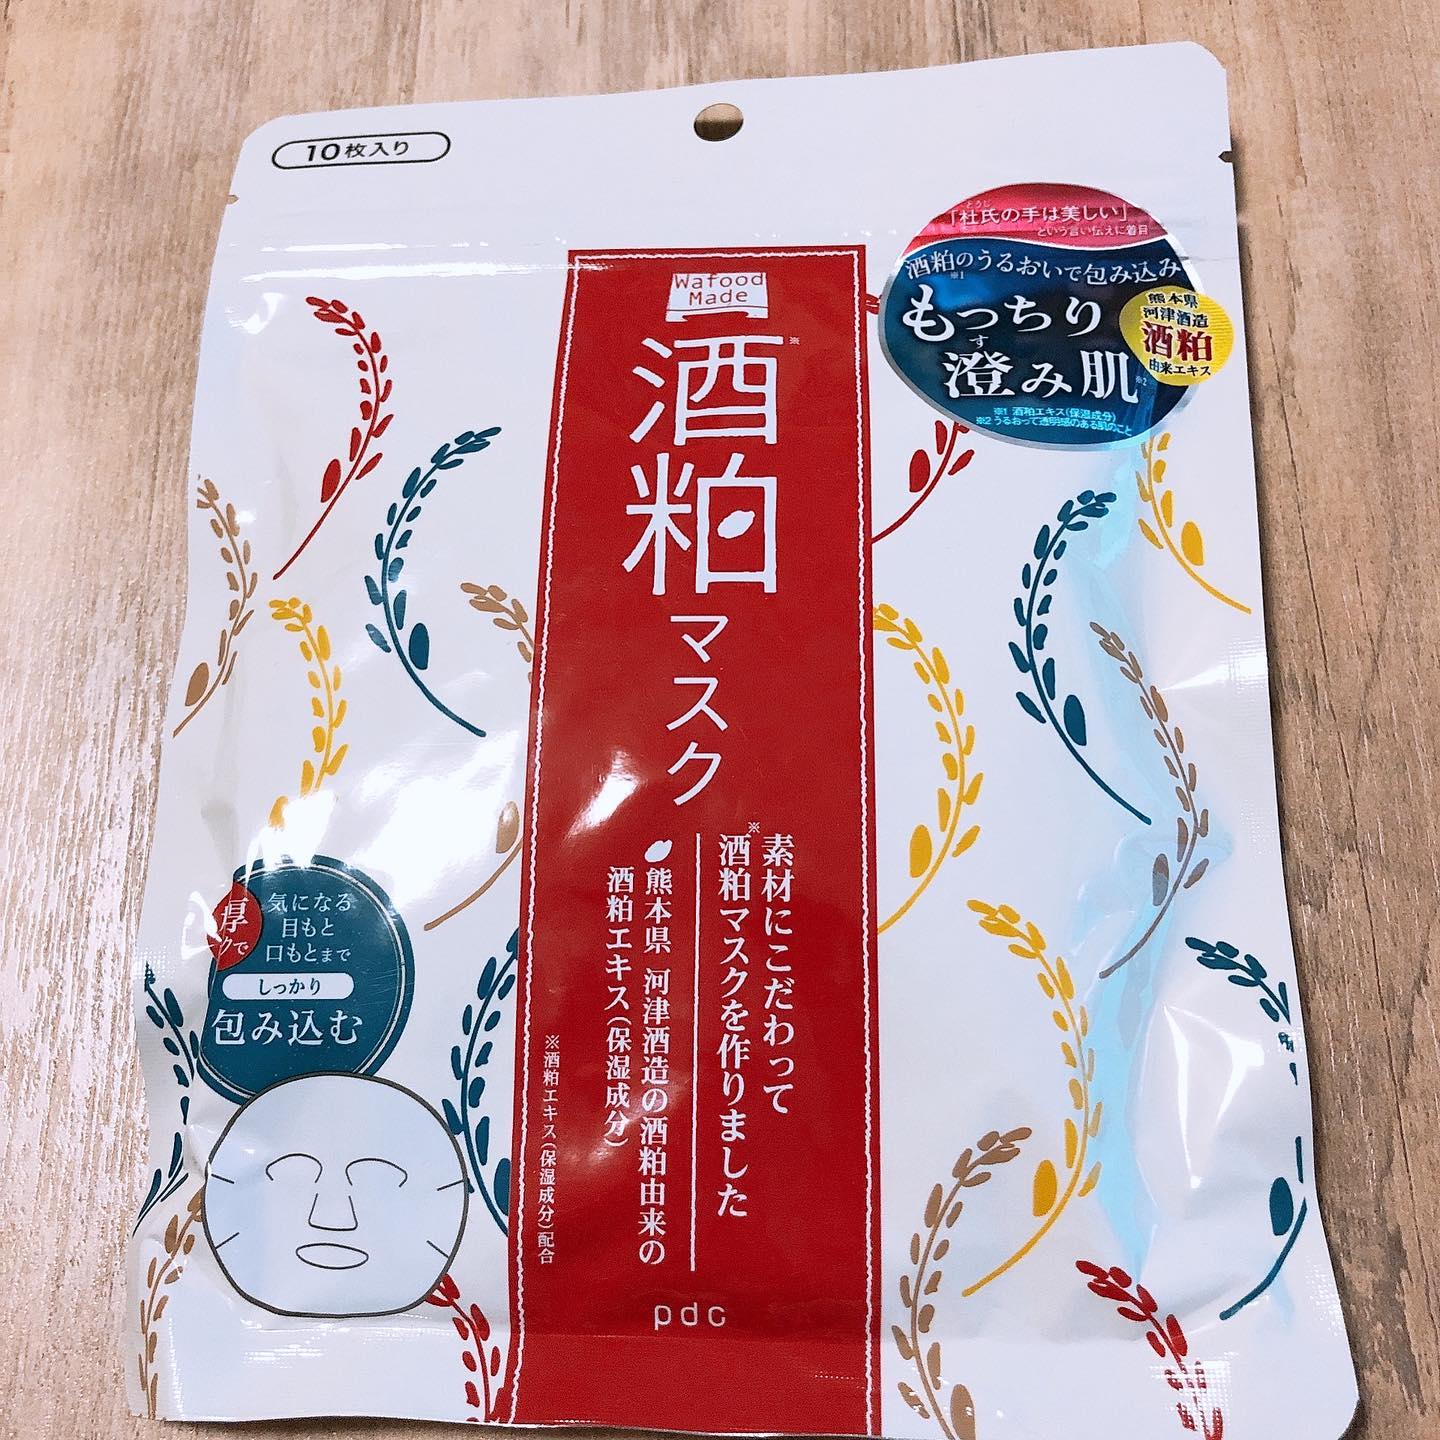 10枚入り
「杜氏の手は美しい」
とうじ
という言い伝えに着目
酒粕のうるおいで包み込み
※1
もっちり
す
澄み肌
※2
熊本県
河津酒造
酒粕
由来エキス
※1 酒粕エキス(保湿成分)
※2 うるおって透明感のある肌のこと
Wafood
Made
酒粕
※
マスク
素材にこだわって
酒粕マスクを作りました
※
熊本県 河津酒造の酒粕由来の
酒粕エキス(保湿成分)
※酒粕エキス(保湿成分)配合
厚
クで
気になる
目もと
口もとまで
しっかり
包み込む
pdc